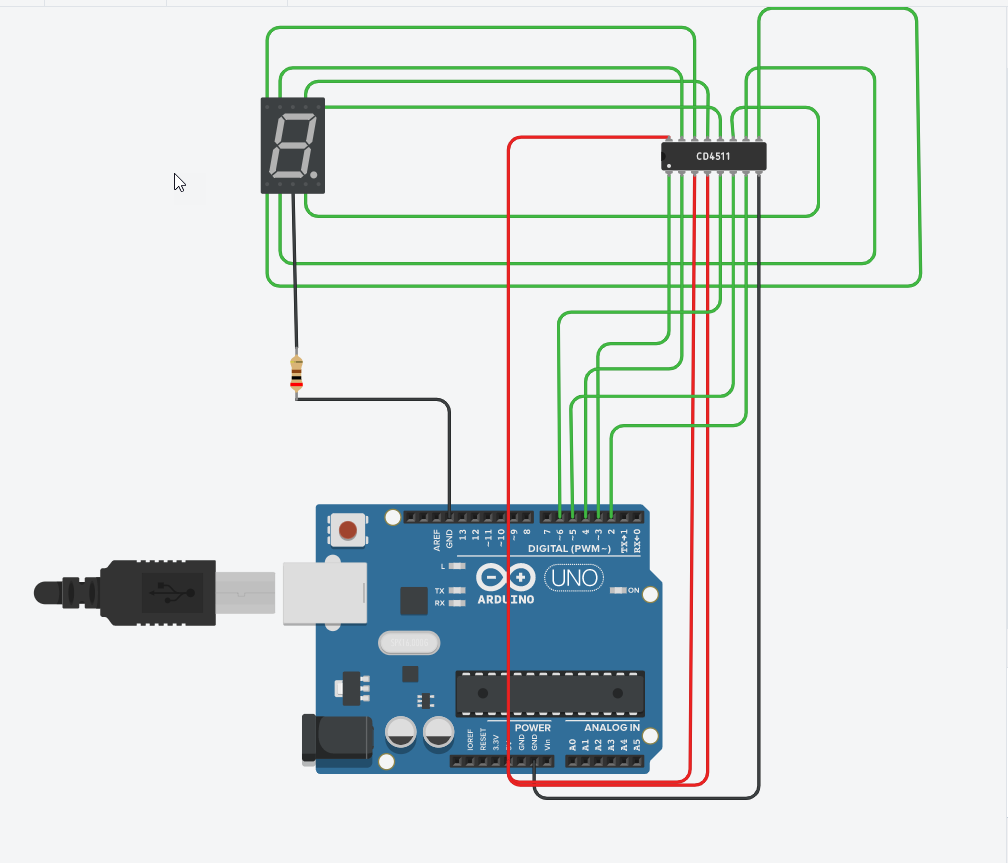 CD4511
AREF
GND
13
12
~11
~10
~9
8
7
~6
~5
4
~3
2
TX→1
RX←0
DIGITAL (PWM~)
L
TX
RX
ARDUINO
UNO
ON
POWER
ANALOG IN
IOREF
RESET
3.3V
GND
GND
Vin
A0
A1
A2
A3
A4
A5